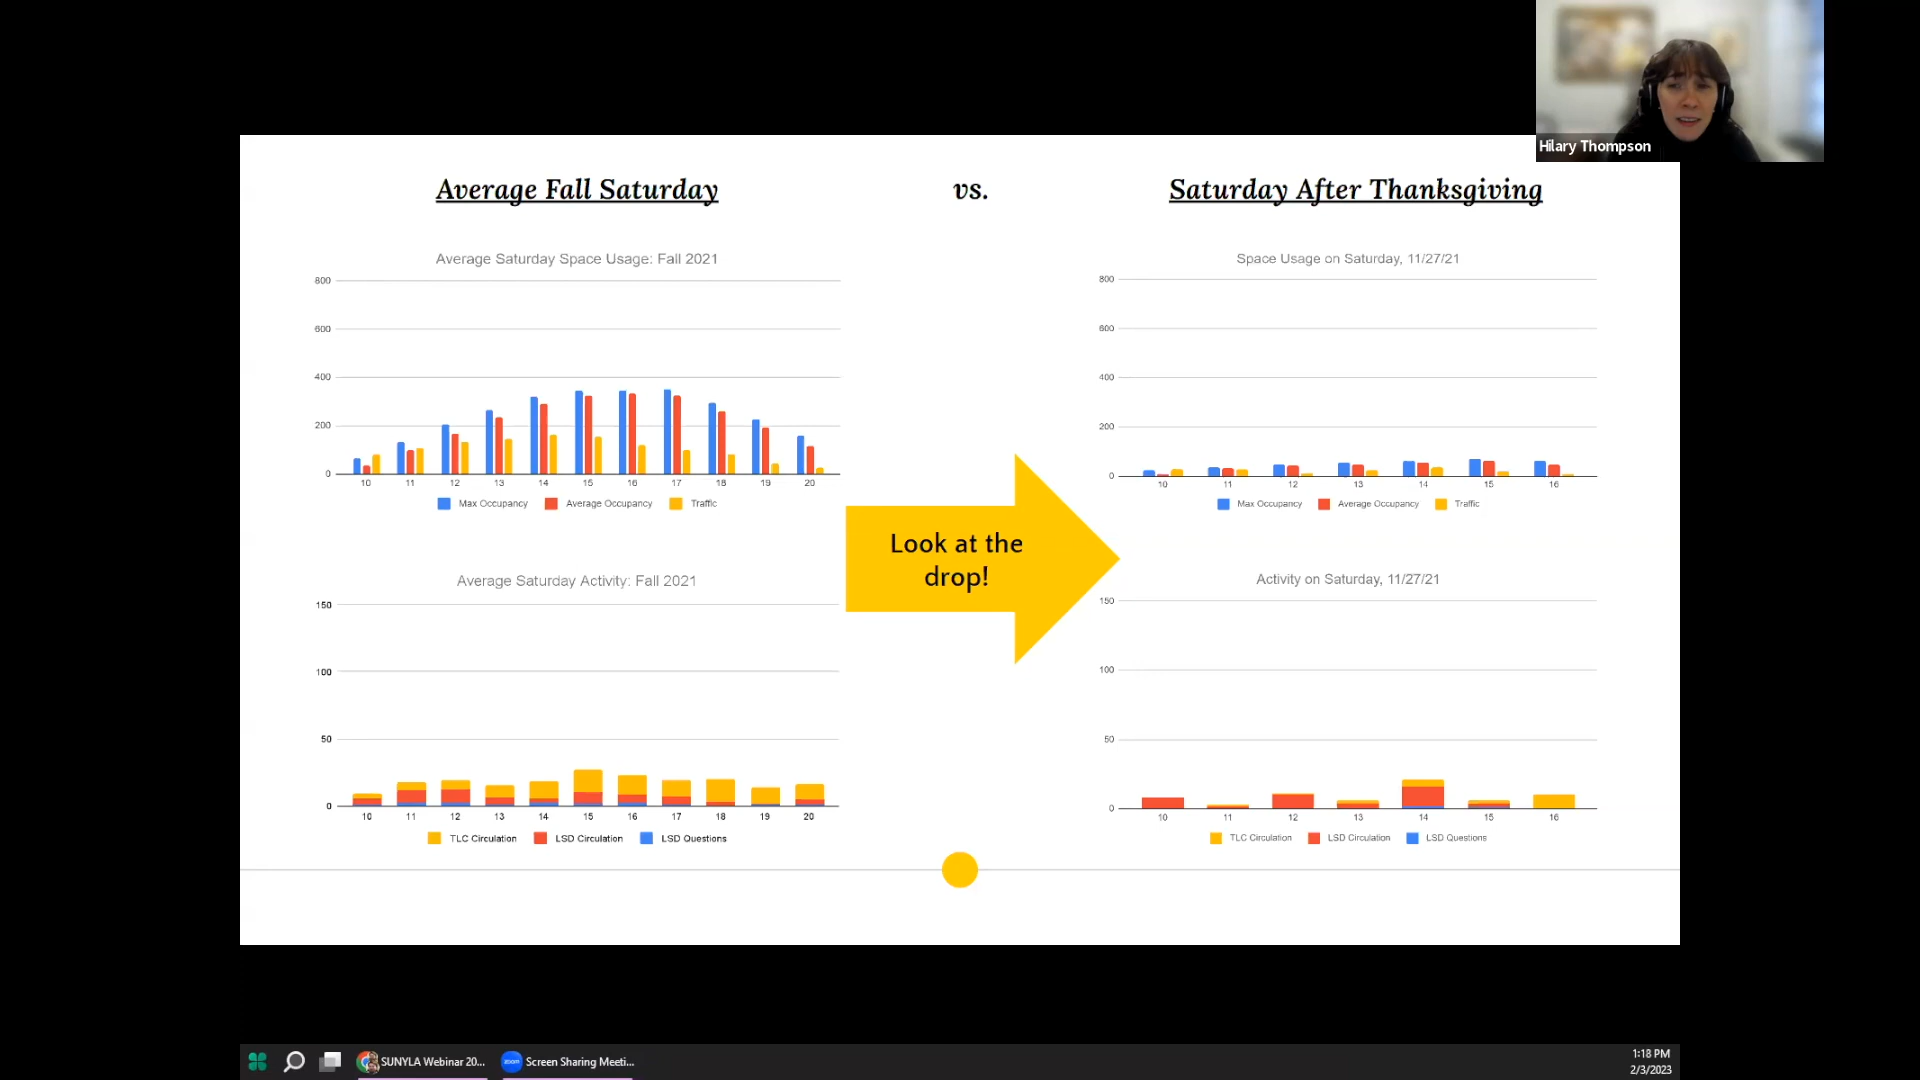 Hilary Thompson
Average Fall Saturday
vs.
Saturday After Thanksgiving
Average Saturday Space Usage: Fall 2021
800
600
400
200
0
10 11 12 13 14 15 16 17 18 19 20
Max Occupancy Average Occupancy Traffic
Space Usage on Saturday, 11/27/21
800
600
400
200
0
10 11 12 13 14 15 16
Max Occupancy Average Occupancy Traffic
Look at the
drop!
Average Saturday Activity: Fall 2021
150
100
50
0
10 11 12 13 14 15 16 17 18 19 20
TLC Circulation LSD Circulation LSD Questions
Activity on Saturday, 11/27/21
150
100
50
0
10 11 12 13 14 15 16
TLC Circulation LSD Circulation LSD Questions
SUNYLA Webinar 20...
zoom
Screen Sharing Meeti...
1:18 PM
2/3/2023